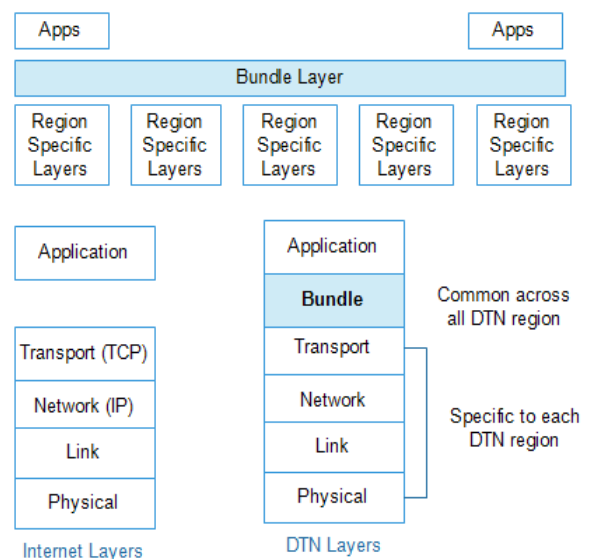 Apps
Apps
Bundle Layer
Region
Specific
Layers
Region
Specific
Layers
Region
Specific
Layers
Region
Specific
Layers
Region
Specific
Layers
Application
Transport (TCP)
Network (IP)
Link
Physical
Internet Layers
Application
Bundle
Transport
Network
Link
Physical
DTN Layers
Common across
all DTN region
Specific to each
DTN region